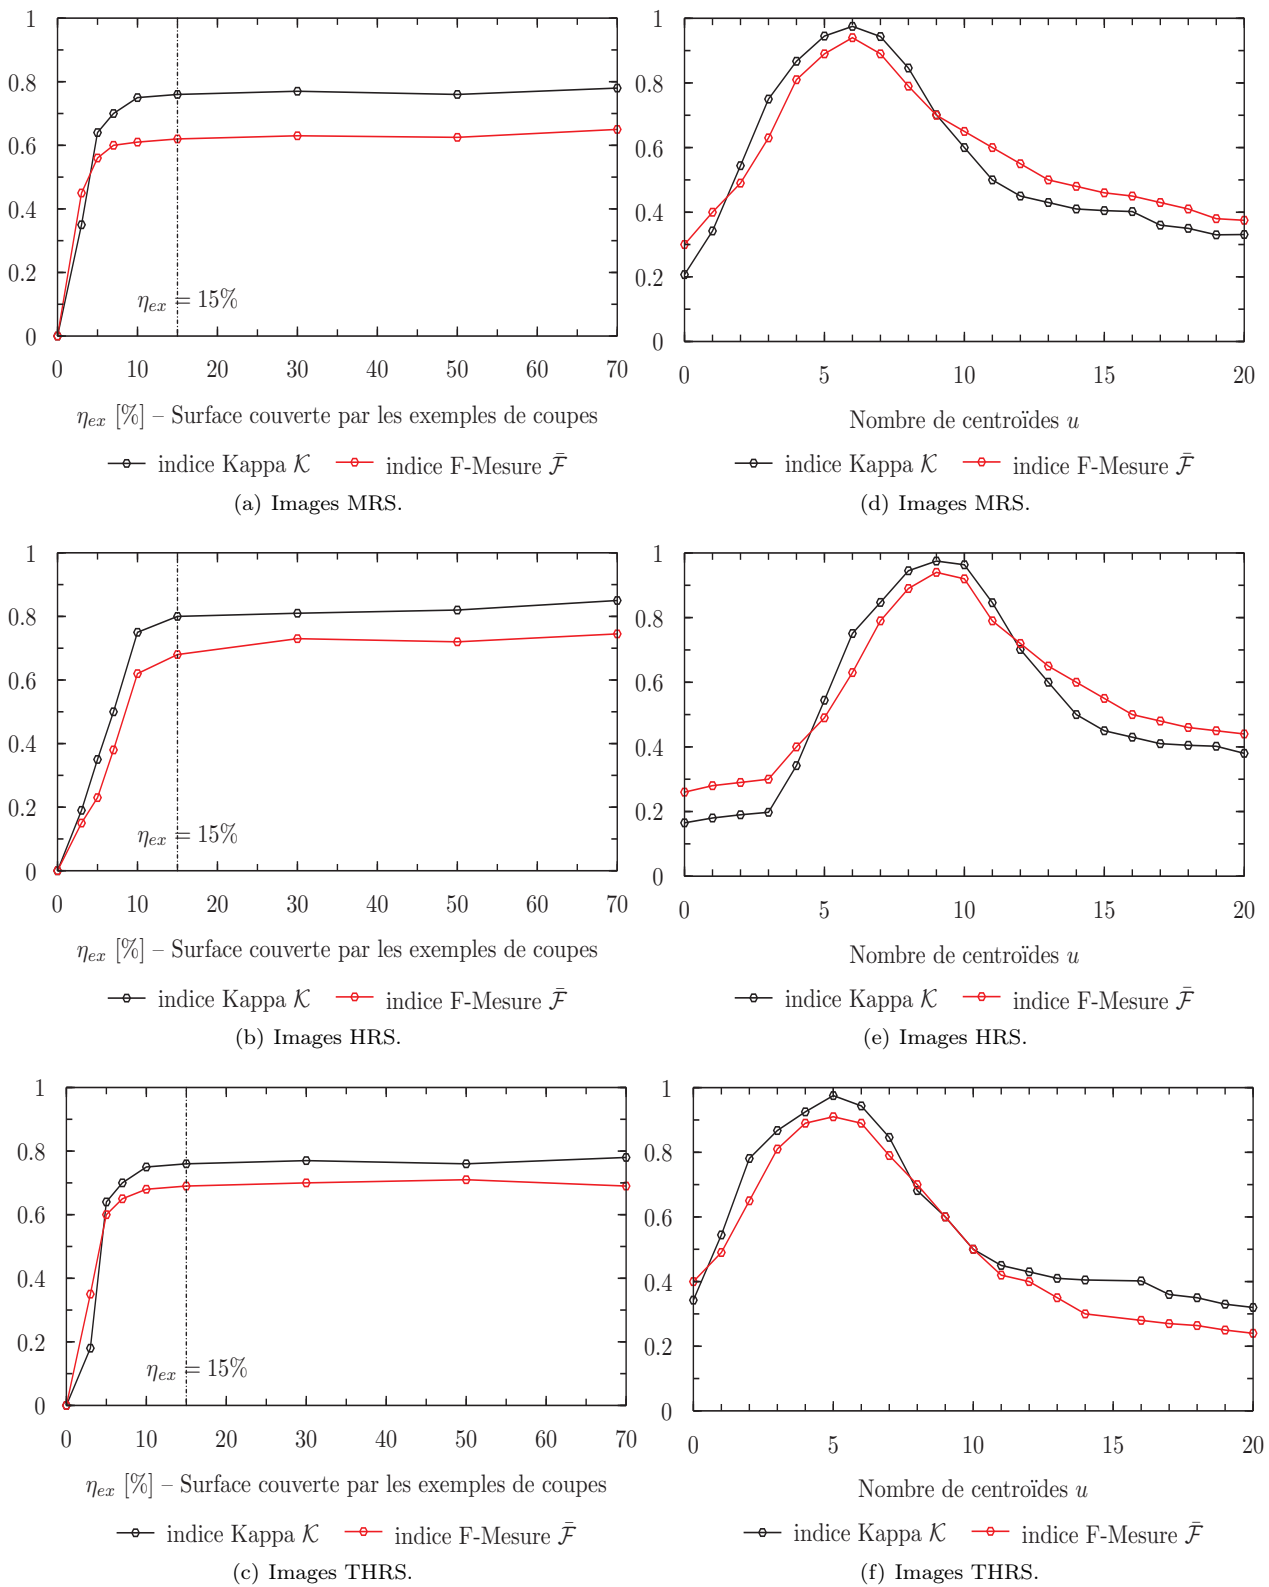 1
0.8
0.6
0.4
0.2
0
0 10 20 30 40 50 60 70
η_ex = 15%
η_ex [%] – Surface couverte par les exemples de coupes
indice Kappa 𝒦 indice F-Mesure ℱ̄
(a) Images MRS.
1
0.8
0.6
0.4
0.2
0
0 5 10 15 20
Nombre de centroïdes u
indice Kappa 𝒦 indice F-Mesure ℱ̄
(d) Images MRS.
1
0.8
0.6
0.4
0.2
0
0 10 20 30 40 50 60 70
η_ex = 15%
η_ex [%] – Surface couverte par les exemples de coupes
indice Kappa 𝒦 indice F-Mesure ℱ̄
(b) Images HRS.
1
0.8
0.6
0.4
0.2
0
0 5 10 15 20
Nombre de centroïdes u
indice Kappa 𝒦 indice F-Mesure ℱ̄
(e) Images HRS.
1
0.8
0.6
0.4
0.2
0
0 10 20 30 40 50 60 70
η_ex = 15%
η_ex [%] – Surface couverte par les exemples de coupes
indice Kappa 𝒦 indice F-Mesure ℱ̄
(c) Images THRS.
1
0.8
0.6
0.4
0.2
0
0 5 10 15 20
Nombre de centroïdes u
indice Kappa 𝒦 indice F-Mesure ℱ̄
(f) Images THRS.